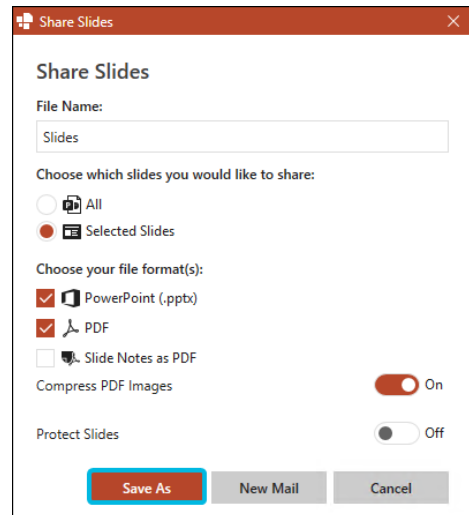 Share Slides
Share Slides
File Name:
Slides
Choose which slides you would like to share:
All
Selected Slides
Choose your file format(s):
PowerPoint (.pptx)
PDF
Slide Notes as PDF
Compress PDF Images On
Protect Slides Off
Save As New Mail Cancel